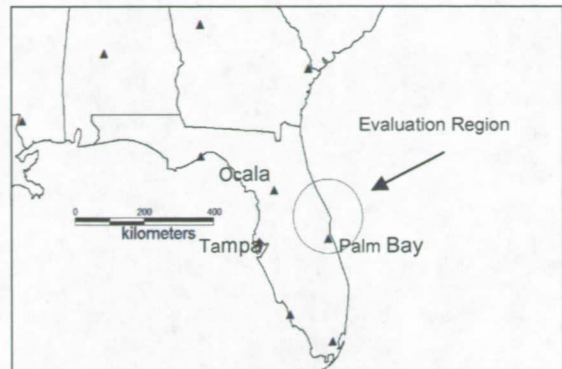 Evaluation Region
Ocala
0 200 400
kilometers
Tampa
Palm Bay